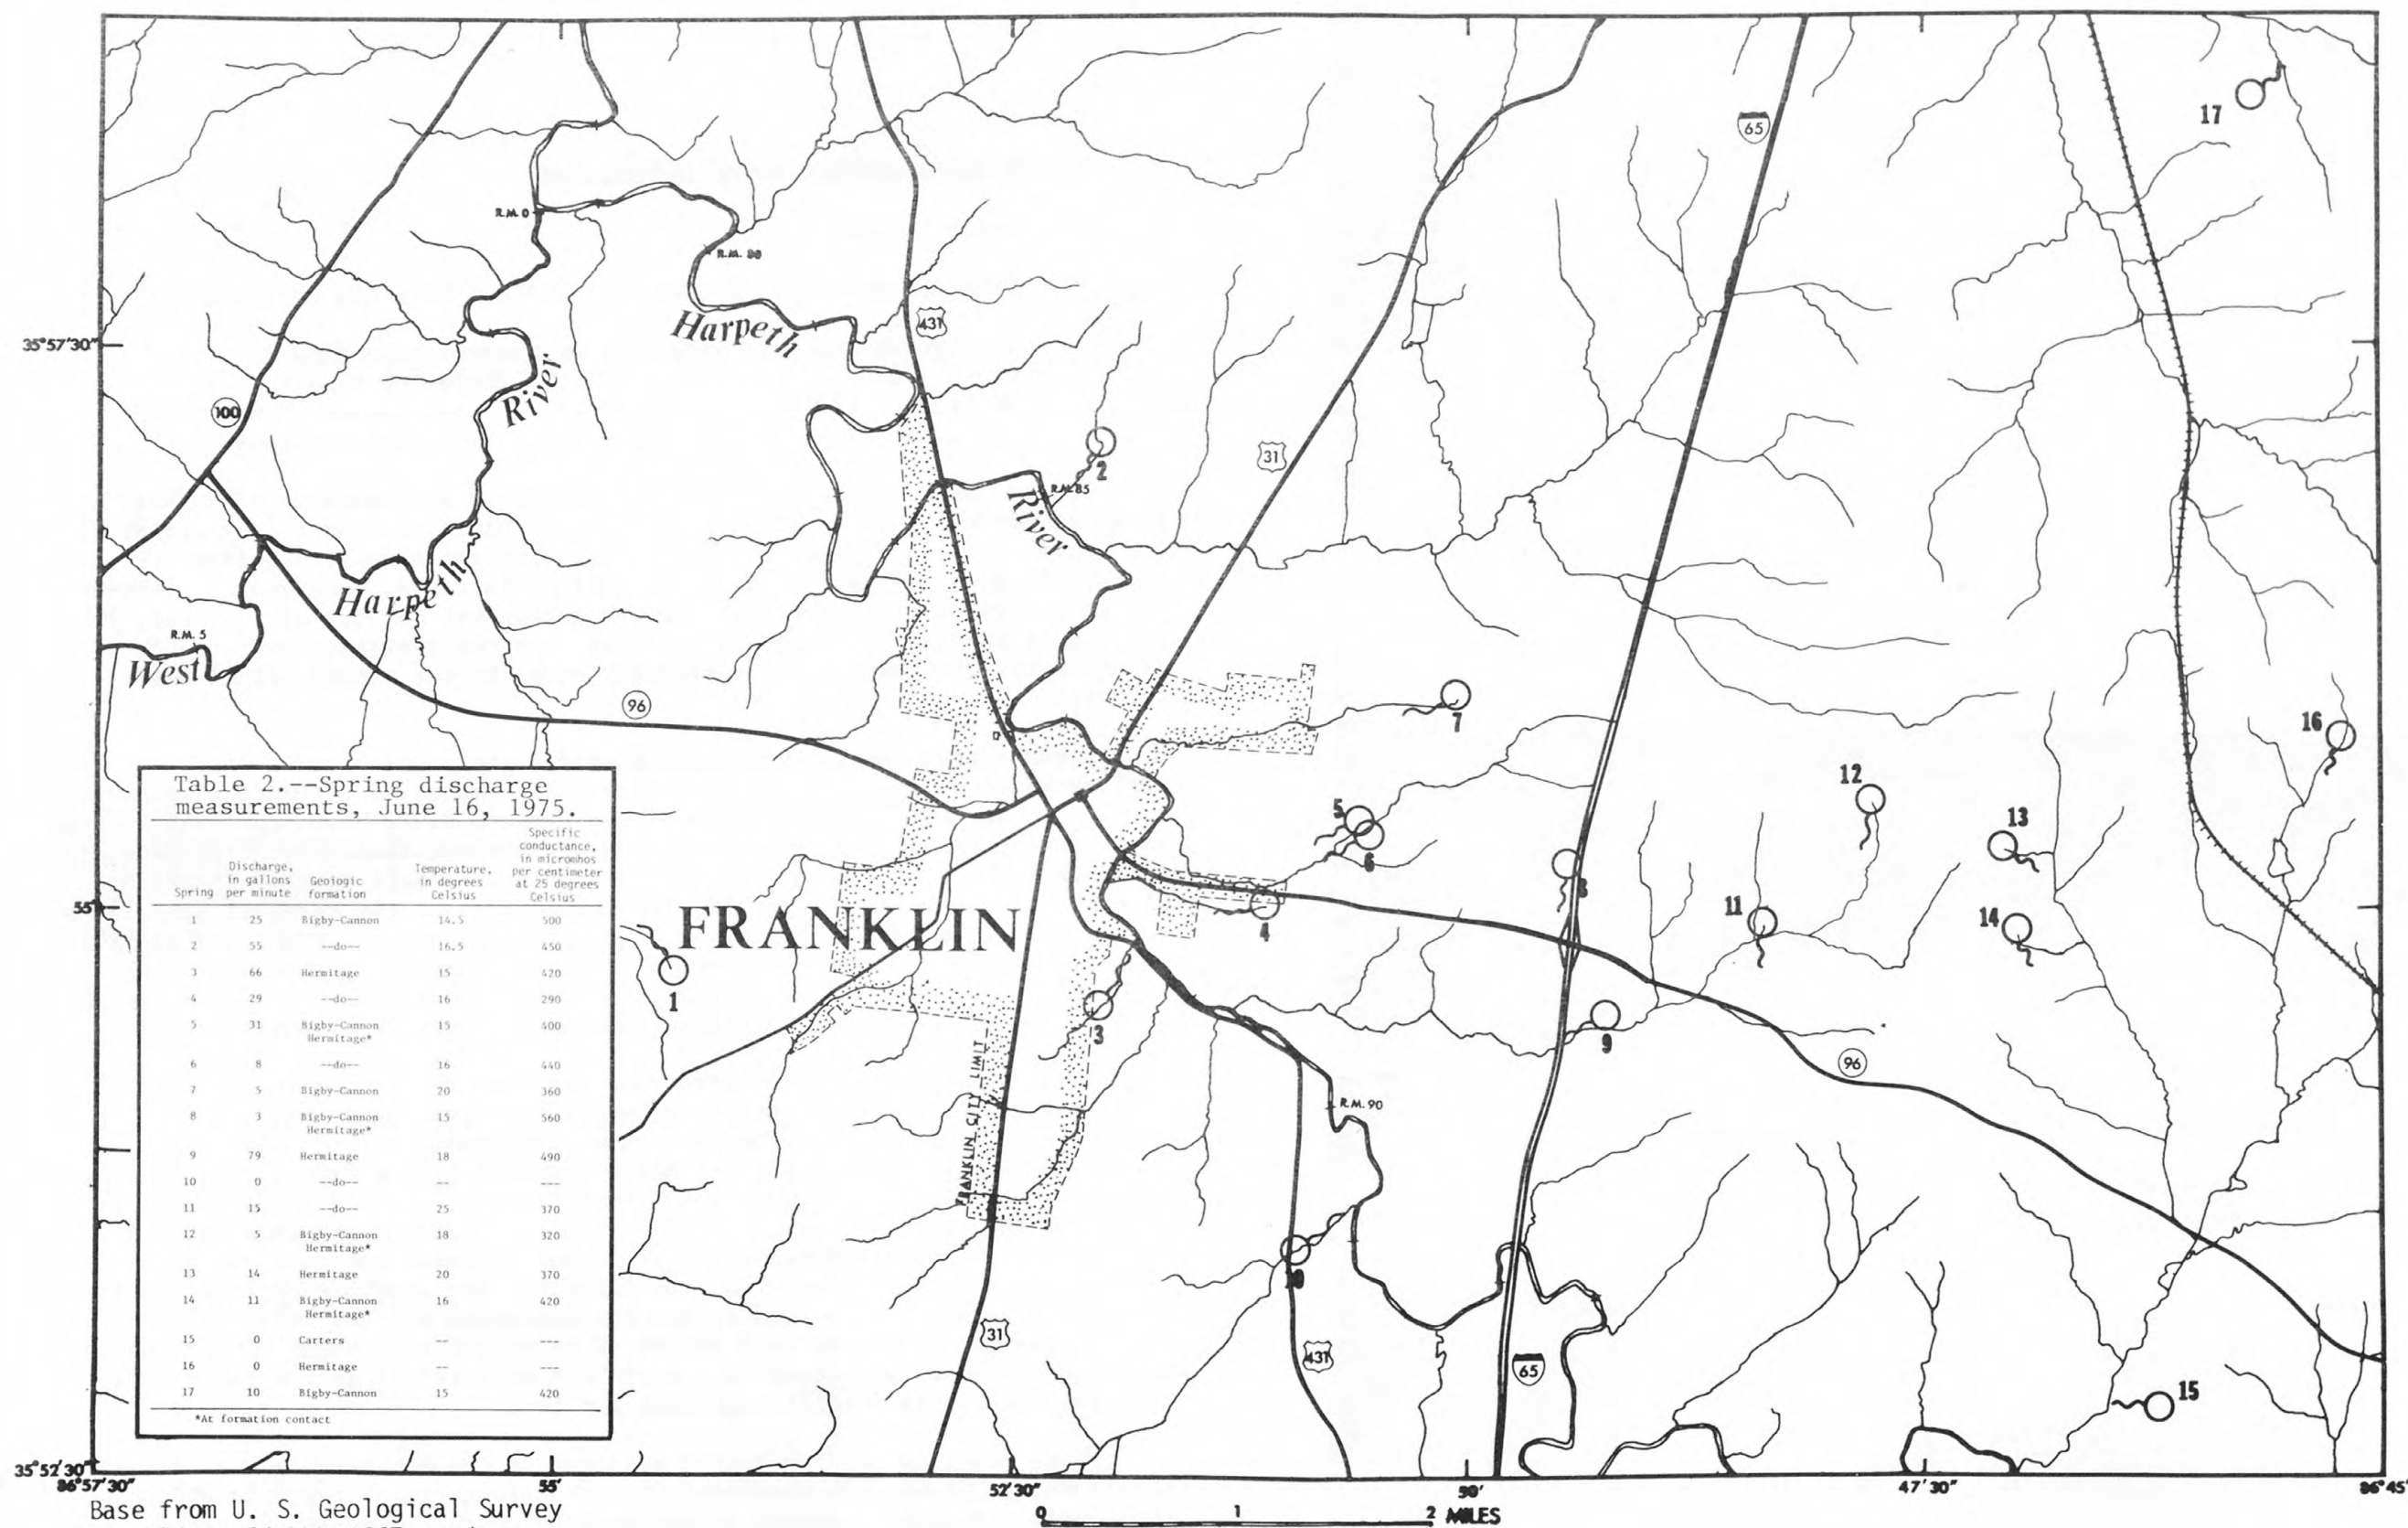 17
65
R.M. 0
R.M. 80
Harpeth
431
35°57'30"
River
100
31
2
R.M. 85
River
Harpeth
R.M. 5
West
96
7
16
12
5
13
6
8
11
14
4
55'
FRANKLIN
1
3
9
FRANKLIN CITY LIMIT
96
R.M. 90
10
31
431
65
15
Table 2.--Spring discharge
measurements, June 16, 1975.
Spring Discharge, in gallons per minute Geologic formation Temperature, in degrees Celsius Specific conductance, in micromhos per centimeter at 25 degrees Celsius
1 25 Bigby-Cannon 14.5 500
2 55 --do-- 16.5 450
3 66 Hermitage 15 420
4 29 --do-- 16 290
5 31 Bigby-Cannon 15 400
Hermitage*
6 8 --do-- 16 440
7 5 Bigby-Cannon 20 360
8 3 Bigby-Cannon 15 560
Hermitage*
9 79 Hermitage 18 490
10 0 --do-- -- ---
11 15 --do-- 25 370
12 5 Bigby-Cannon 18 320
Hermitage*
13 14 Hermitage 20 370
14 11 Bigby-Cannon 16 420
Hermitage*
15 0 Carters -- ---
16 0 Hermitage -- ---
17 10 Bigby-Cannon 15 420
*At formation contact
35°52'30"
86°57'30" 55' 52'30" 50' 47'30" 86°45'
Base from U. S. Geological Survey
0 1 2 MILES